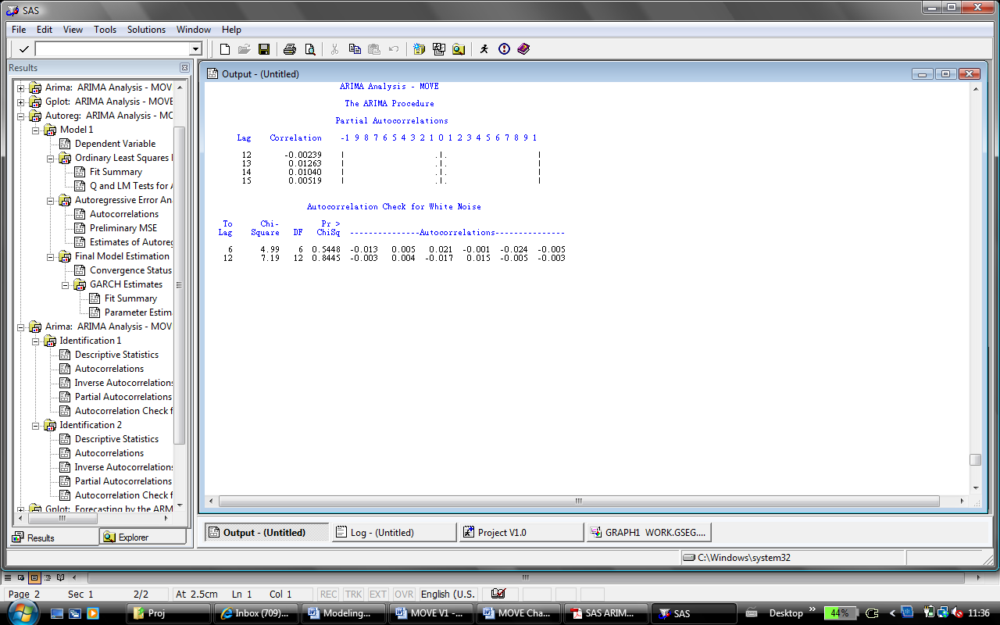 SAS
File Edit View Tools Solutions Window Help
Results
Arima: ARIMA Analysis - MOV
Gplot: ARIMA Analysis - MOVE
Autoreg: ARIMA Analysis - MO
Model 1
Dependent Variable
Ordinary Least Squares
Fit Summary
Q and LM Tests for
Autoregressive Error An
Autocorrelations
Preliminary MSE
Estimates of Autoreg
Final Model Estimation
Convergence Status
GARCH Estimates
Fit Summary
Parameter Estim
Arima: ARIMA Analysis - MOV
Identification 1
Descriptive Statistics
Autocorrelations
Inverse Autocorrelations
Partial Autocorrelations
Autocorrelation Check f
Identification 2
Descriptive Statistics
Autocorrelations
Inverse Autocorrelations
Partial Autocorrelations
Autocorrelation Check f
Gplot: Forecasting by the ARM
Results Explorer
Output - (Untitled)
ARIMA Analysis - MOVE
The ARIMA Procedure
Partial Autocorrelations
Lag Correlation -1 9 8 7 6 5 4 3 2 1 0 1 2 3 4 5 6 7 8 9 1
12 -0.00239 | .|. |
13 0.01263 | .|. |
14 0.01040 | .|. |
15 0.00519 | .|. |
Autocorrelation Check for White Noise
To Chi- Pr >
Lag Square DF ChiSq ---------------Autocorrelations---------------
6 4.99 6 0.5448 -0.013 0.005 0.021 -0.001 -0.024 -0.005
12 7.19 12 0.8445 -0.003 0.004 -0.017 0.015 -0.005 -0.003
Output - (Untitled) Log - (Untitled) Project V1.0 GRAPH1 WORK.GSEG....
C:\Windows\system32
Page 2 Sec 1 2/2 At 2.5cm Ln 1 Col 1 REC TRK EXT OVR English (U.S.
Proj Inbox (709)... Modeling... MOVE V1 -... MOVE Cha... SAS ARIM... SAS Desktop » 44% 11:36